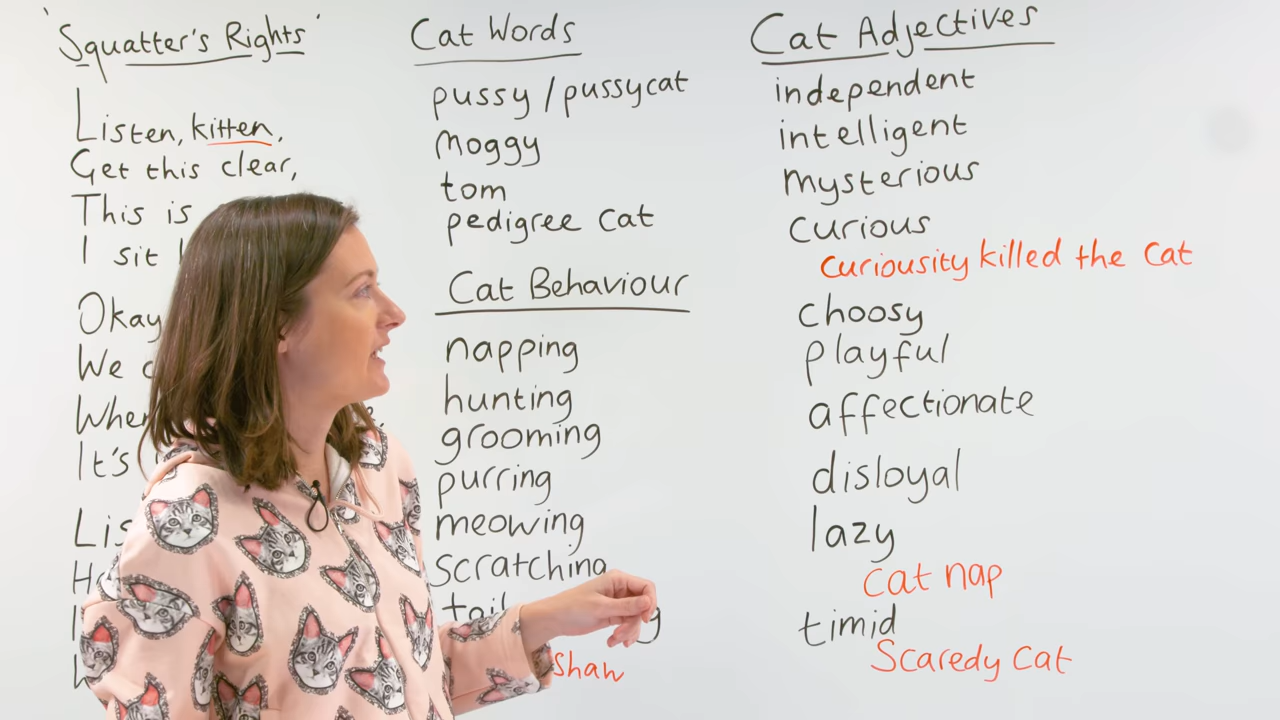 'Squatter's Rights'
Listen, kitten,
Get this clear,
This is
I sit
Okay
We
When
It's
Cat Words
pussy / pussycat
moggy
tom
pedigree cat
Cat Behaviour
napping
hunting
grooming
purring
meowing
scratching
tail
Cat Adjectives
independent
intelligent
mysterious
curious
curiousity killed the cat
choosy
playful
affectionate
disloyal
lazy
cat nap
timid
Scaredy Cat